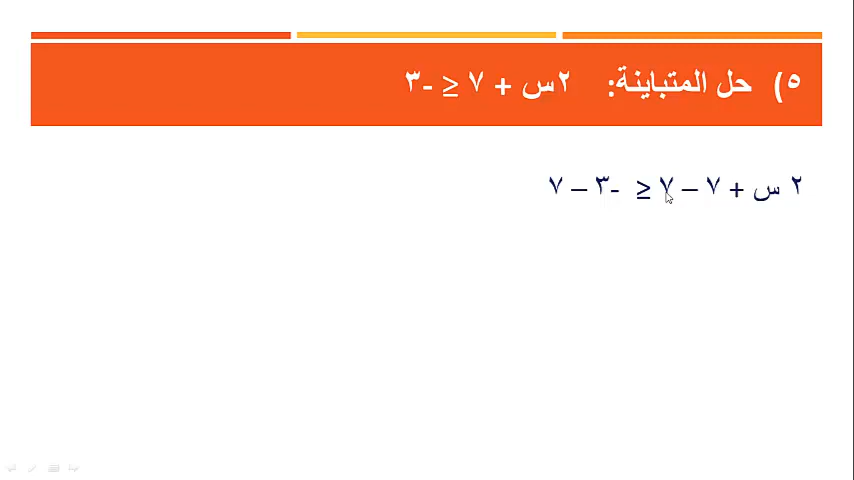 ٥) حل المتباينة: ٢س + ٧ ≤ -٣
٢ س + ٧ – ٧ ≤ -٣ – ٧